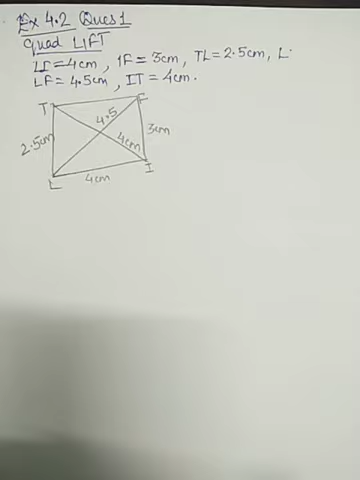 Ex 4.2 Ques 1
Quad LIFT
LI = 4cm, IF = 3cm, TL = 2.5cm, L
LF = 4.5cm, IT = 4cm.
T F
4.5
2.5cm 4cm 3cm
L 4cm I